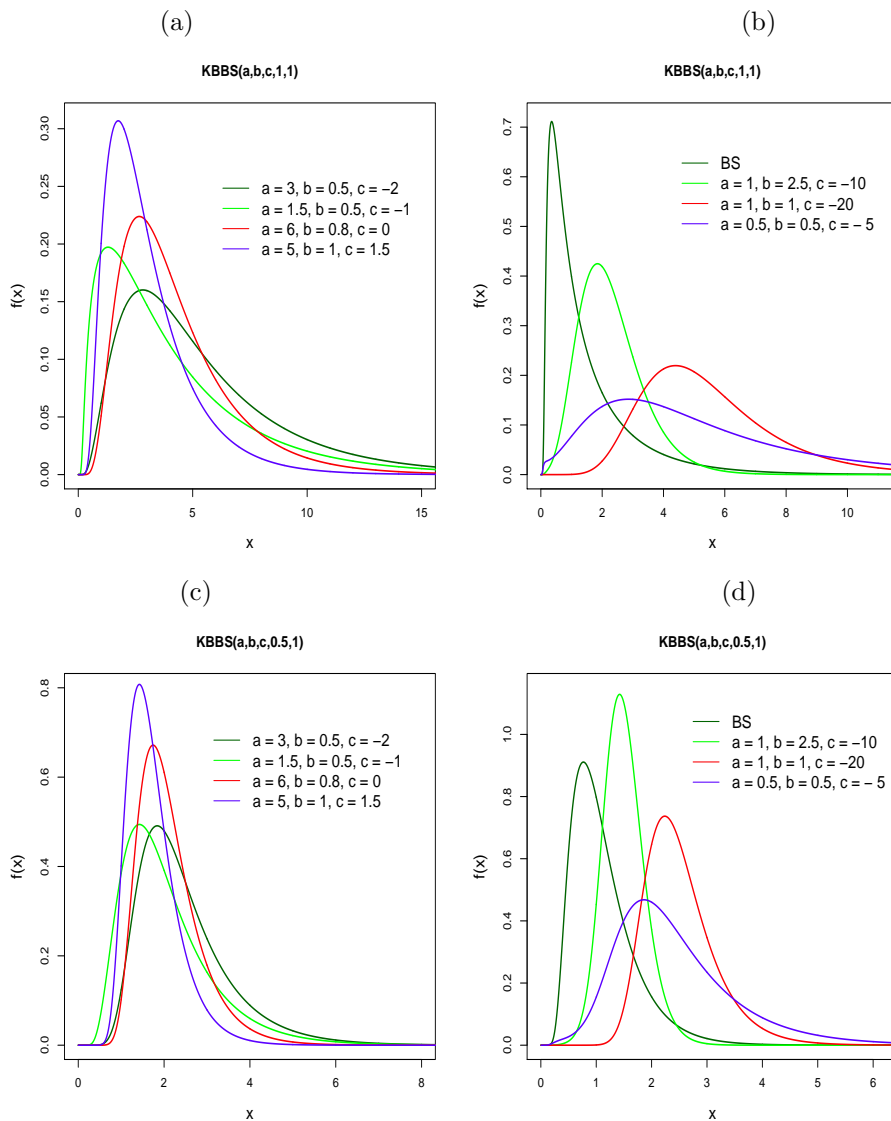 (a)
KBBS(a,b,c,1,1)
f(x)
0.00 0.05 0.10 0.15 0.20 0.25 0.30
a = 3, b = 0.5, c = −2
a = 1.5, b = 0.5, c = −1
a = 6, b = 0.8, c = 0
a = 5, b = 1, c = 1.5
0 5 10 15
x
(b)
KBBS(a,b,c,1,1)
f(x)
0.0 0.1 0.2 0.3 0.4 0.5 0.6 0.7
BS
a = 1, b = 2.5, c = −10
a = 1, b = 1, c = −20
a = 0.5, b = 0.5, c = − 5
0 2 4 6 8 10
x
(c)
KBBS(a,b,c,0.5,1)
f(x)
0.0 0.2 0.4 0.6 0.8
a = 3, b = 0.5, c = −2
a = 1.5, b = 0.5, c = −1
a = 6, b = 0.8, c = 0
a = 5, b = 1, c = 1.5
0 2 4 6 8
x
(d)
KBBS(a,b,c,0.5,1)
f(x)
0.0 0.2 0.4 0.6 0.8 1.0
BS
a = 1, b = 2.5, c = −10
a = 1, b = 1, c = −20
a = 0.5, b = 0.5, c = − 5
0 1 2 3 4 5 6
x